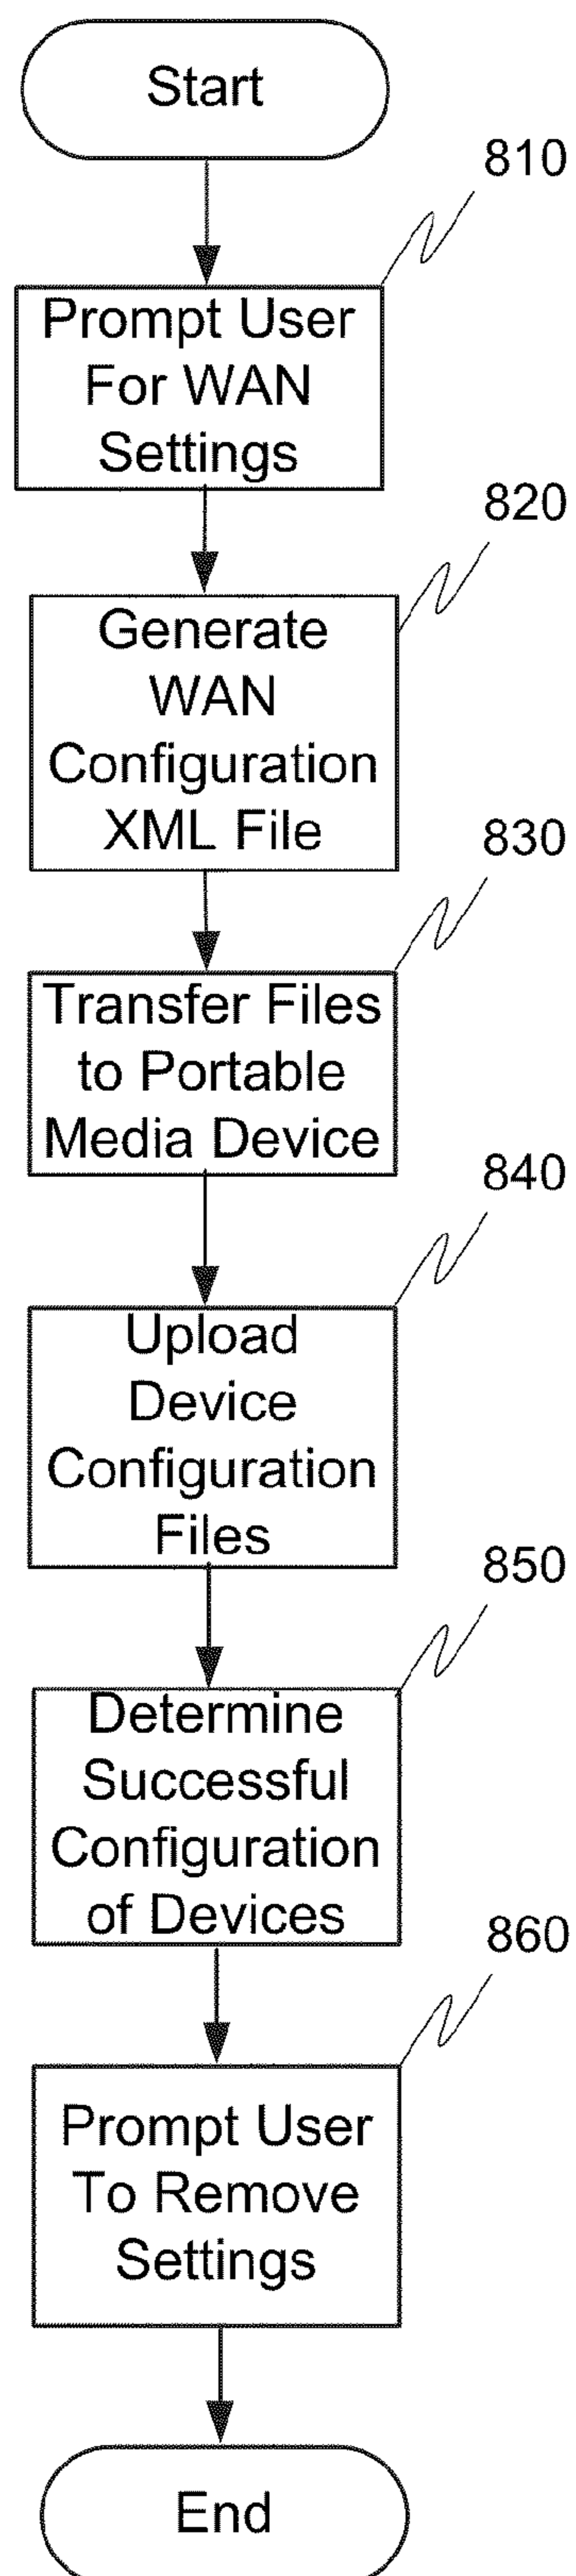 Start
810
Prompt User
For WAN
Settings
820
Generate
WAN
Configuration
XML File
830
Transfer Files
to Portable
Media Device
840
Upload
Device
Configuration
Files
850
Determine
Successful
Configuration
of Devices
860
Prompt User
To Remove
Settings
End